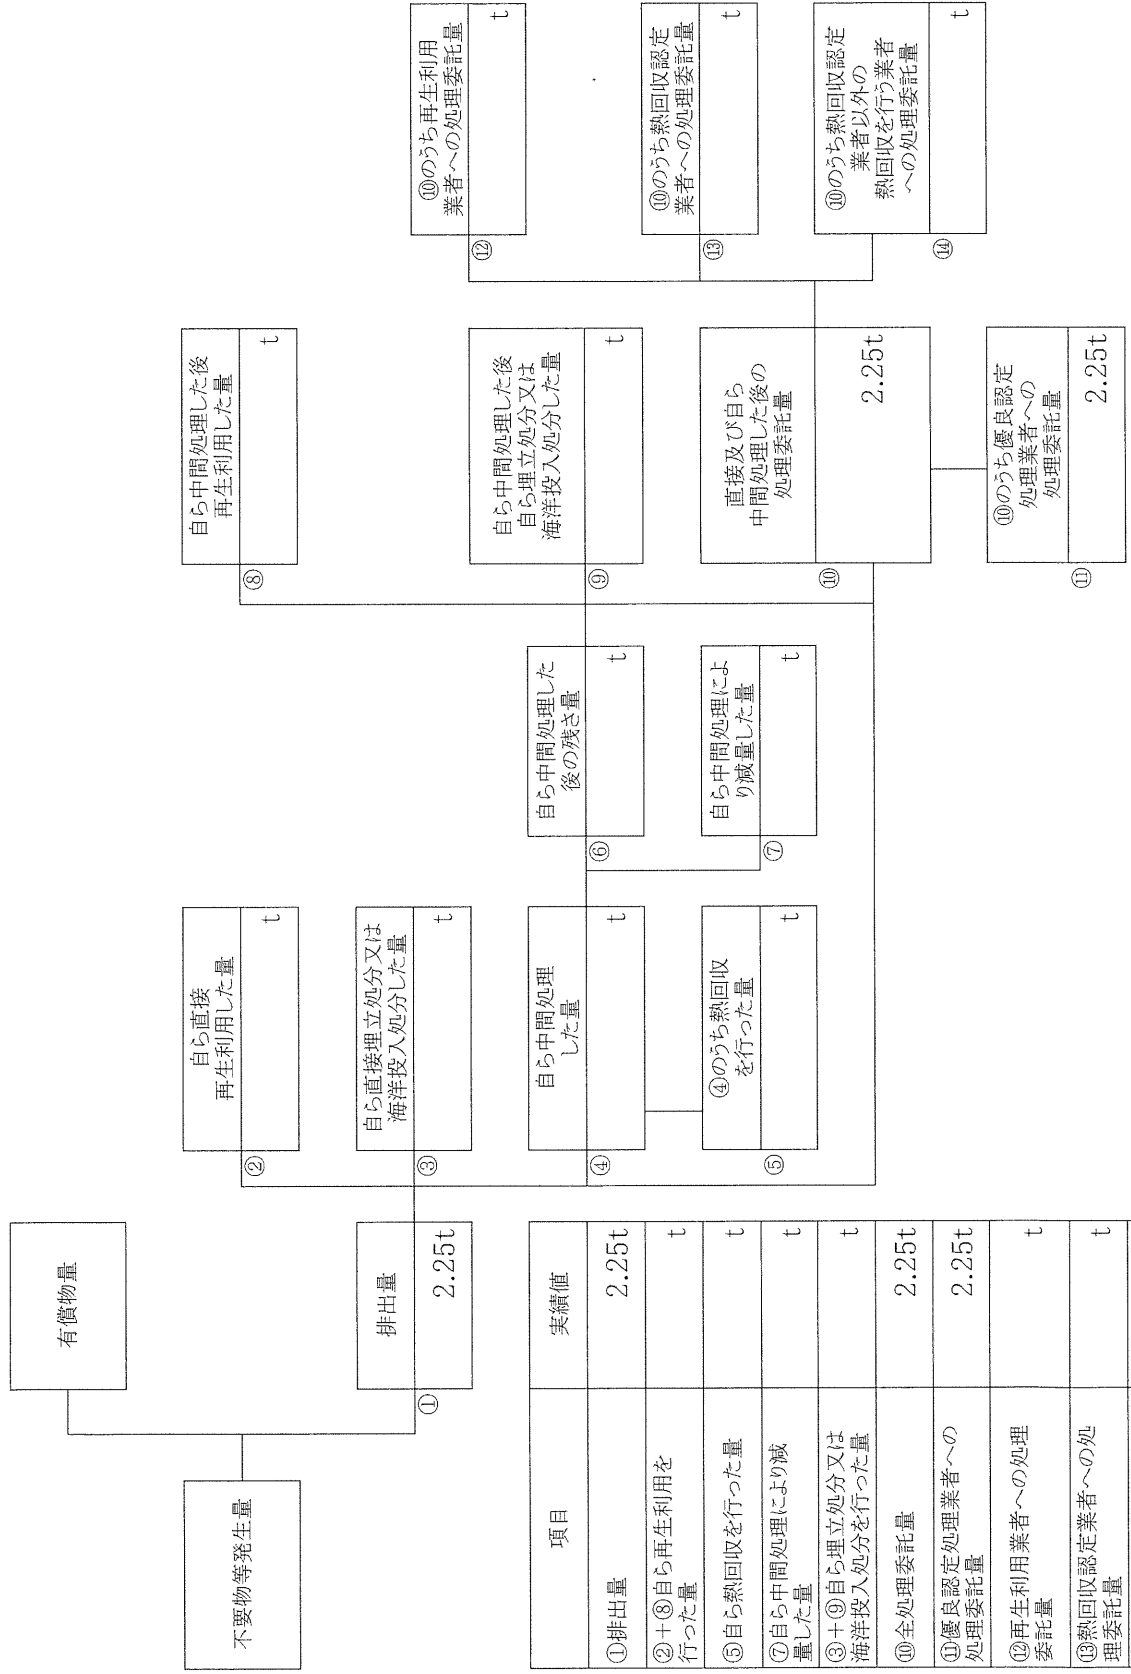 不要物等発生量
有償物量
排出量
①
2.25t
自ら直接
再生利用した量
②
t
自ら直接埋立処分又は
海洋投入処分した量
③
t
自ら中間処理
した量
④
t
④のうち熱回収
を行った量
⑤
t
自ら中間処理した
後の残さ量
⑥
t
自ら中間処理によ
り減量した量
⑦
t
自ら中間処理した後
再生利用した量
⑧
t
自ら中間処理した後
自ら埋立処分又は
海洋投入処分した量
⑨
t
直接及び自ら
中間処理した後の
処理委託量
⑩
2.25t
⑩のうち優良認定
処理業者への
処理委託量
⑪
2.25t
⑩のうち再生利用
業者への処理委託量
⑫
t
⑩のうち熱回収認定
業者への処理委託量
⑬
t
⑩のうち熱回収認定
業者以外の
熱回収を行う業者
への処理委託量
⑭
t
項目 実績値
①排出量 2.25t
②+⑧自ら再生利用を
行った量 t
⑤自ら熱回収を行った量 t
⑦自ら中間処理により減
量した量 t
③+⑨自ら埋立処分又は
海洋投入処分を行った量 t
⑩全処理委託量 2.25t
⑪優良認定処理業者への
処理委託量 2.25t
⑫再生利用業者への処理
委託量 t
⑬熱回収認定業者への処
理委託量 t